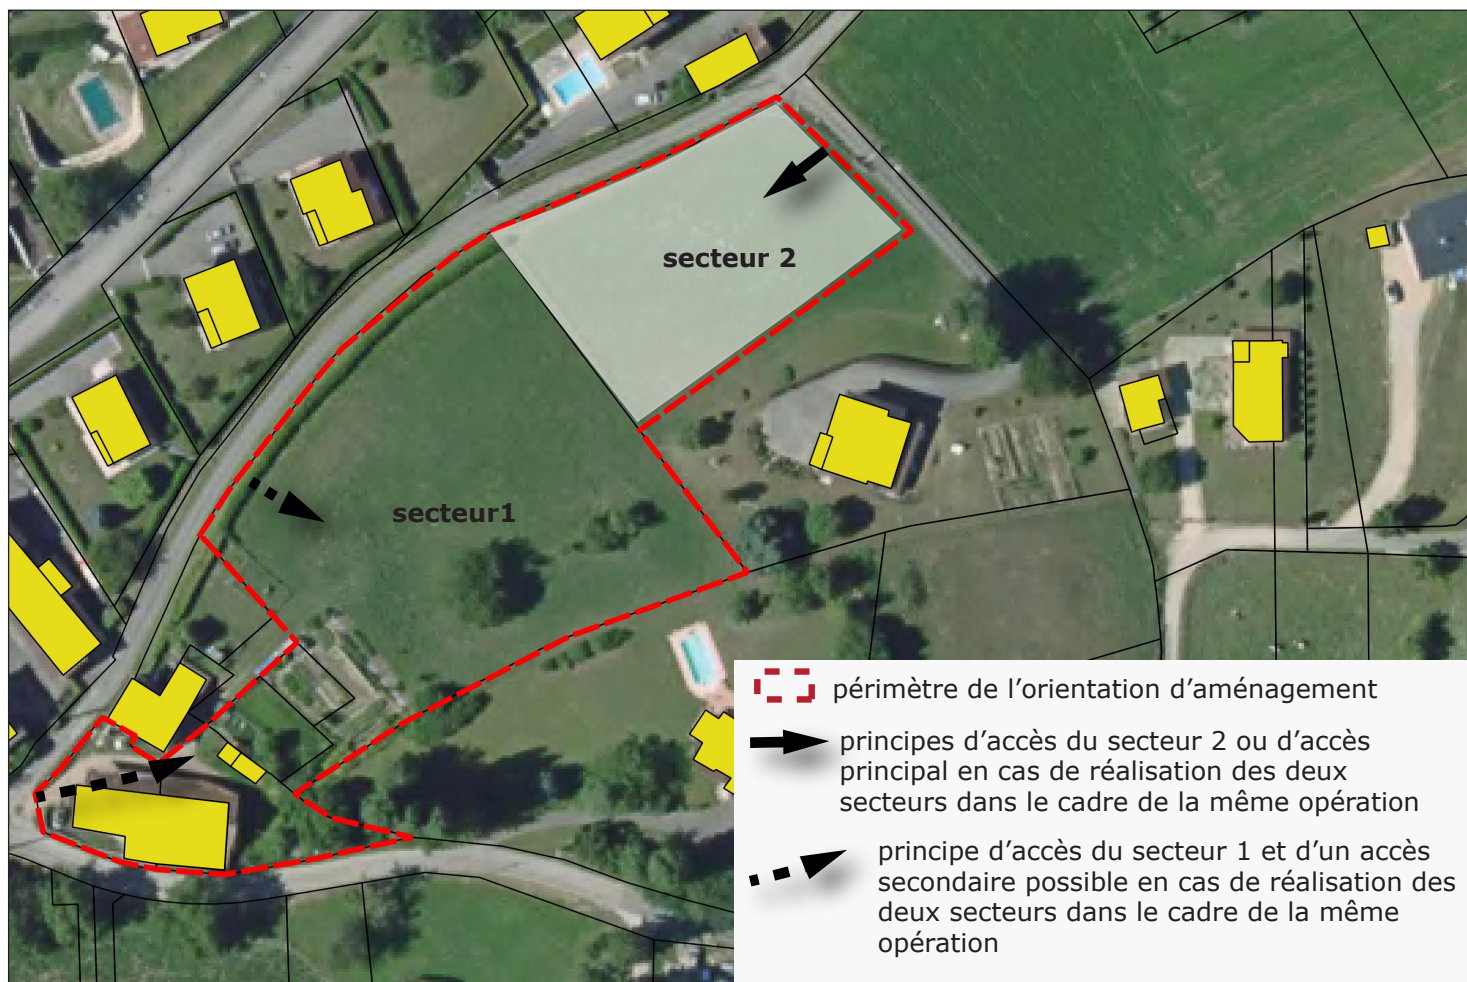 secteur 2
secteur1
périmètre de l’orientation d’aménagement
principes d’accès du secteur 2 ou d’accès
principal en cas de réalisation des deux
secteurs dans le cadre de la même opération
principe d’accès du secteur 1 et d’un accès
secondaire possible en cas de réalisation des
deux secteurs dans le cadre de la même
opération